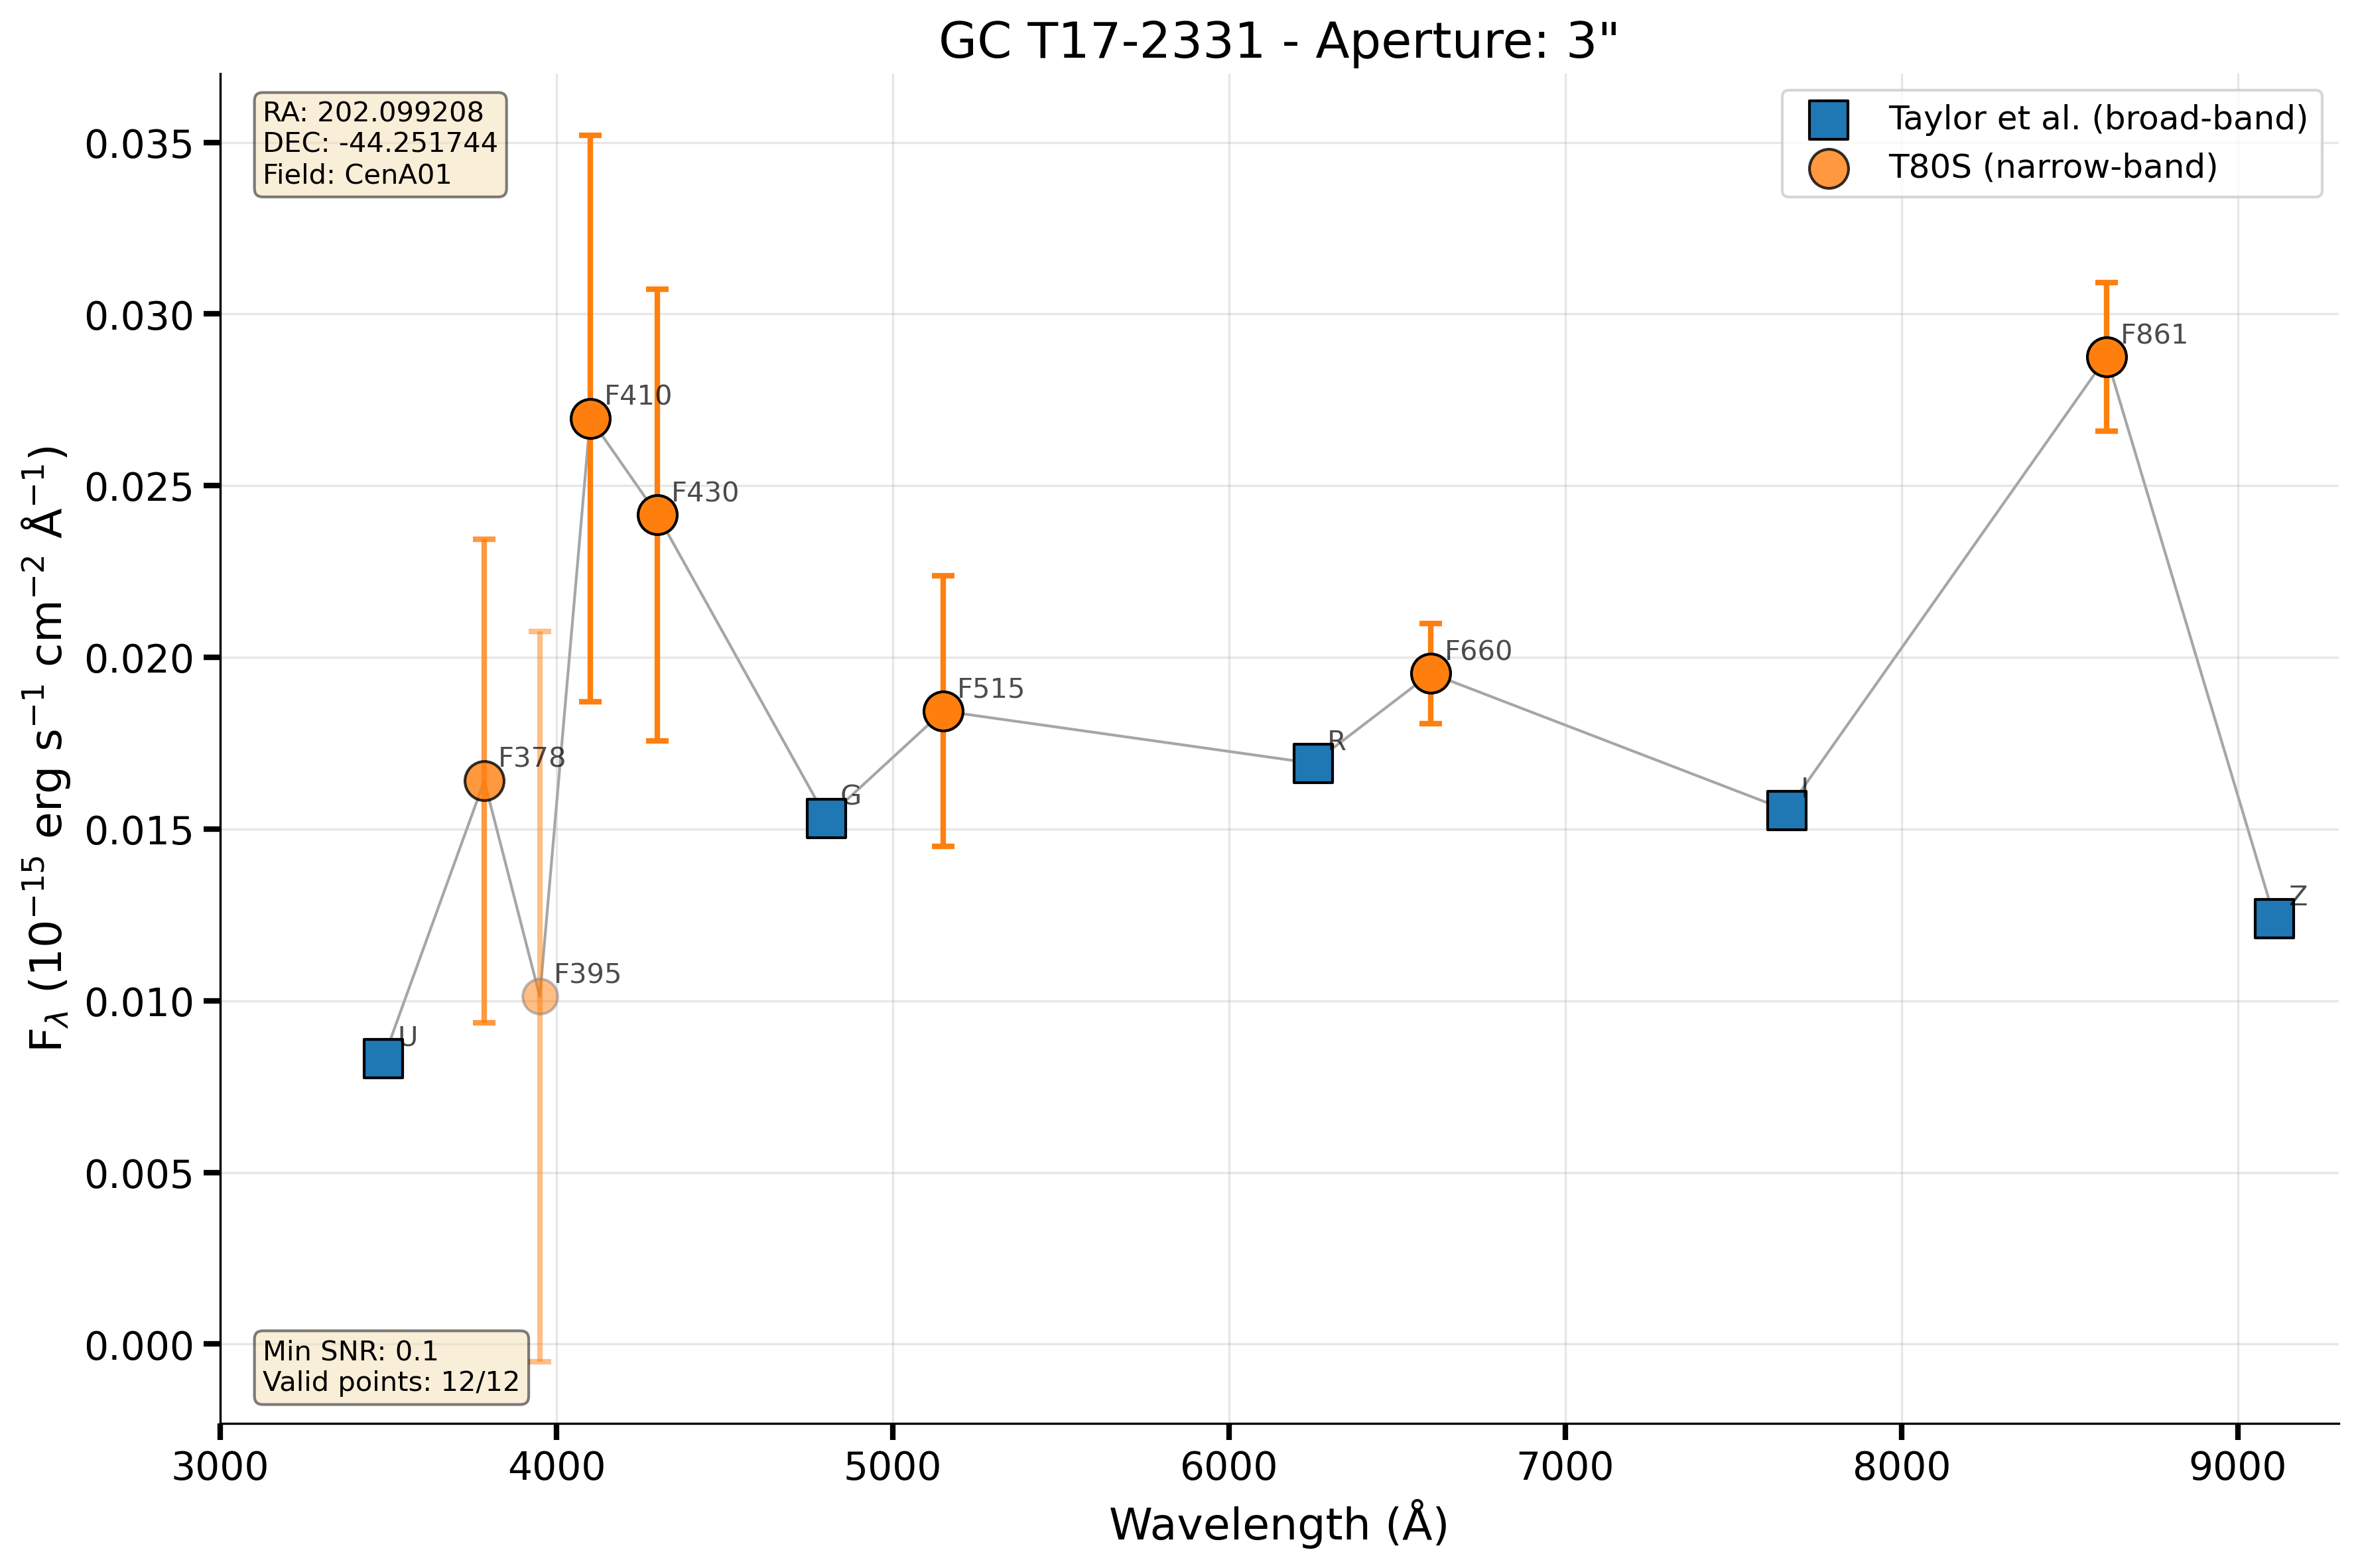 GC T17-2331 - Aperture: 3"
RA: 202.099208
DEC: -44.251744
Field: CenA01
Taylor et al. (broad-band)
T80S (narrow-band)
0.035
0.030
0.025
0.020
0.015
0.010
0.005
0.000
F410
F861
F430
F660
F515
F378
R
I
G
Z
F395
U
Min SNR: 0.1
Valid points: 12/12
3000 4000 5000 6000 7000 8000 9000
Wavelength (Å)
F_λ (10⁻¹⁵ erg s⁻¹ cm⁻² Å⁻¹)